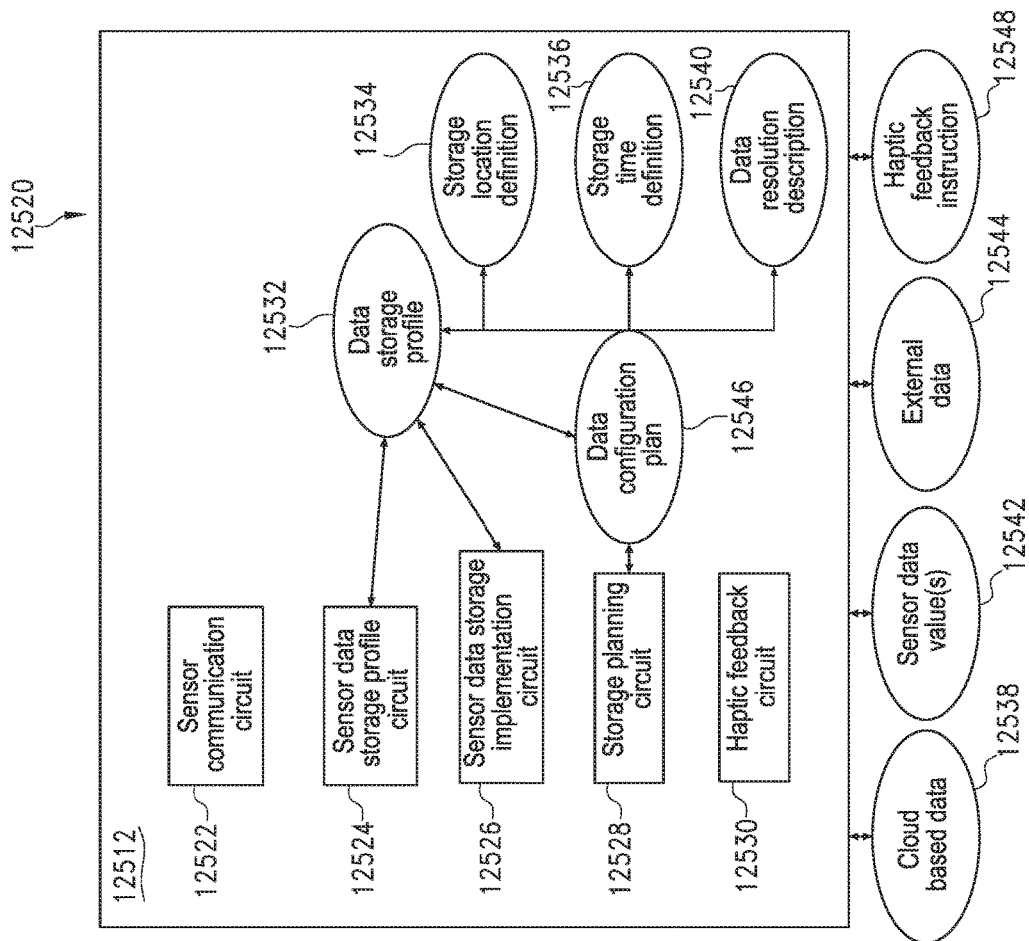 12520
12512
Sensor
communication
circuit
12522
Sensor data
storage profile
circuit
12524
Sensor data storage
implementation
circuit
12526
Storage planning
circuit
12528
Haptic feedback
circuit
12530
Data
storage
profile
12532
Data
configuration
plan
12546
Storage
location
definition
12534
Storage
time
definition
12536
Data
resolution
description
12540
Cloud
based data
12538
Sensor data
value(s)
12542
External
data
12544
Haptic
feedback
instruction
12548